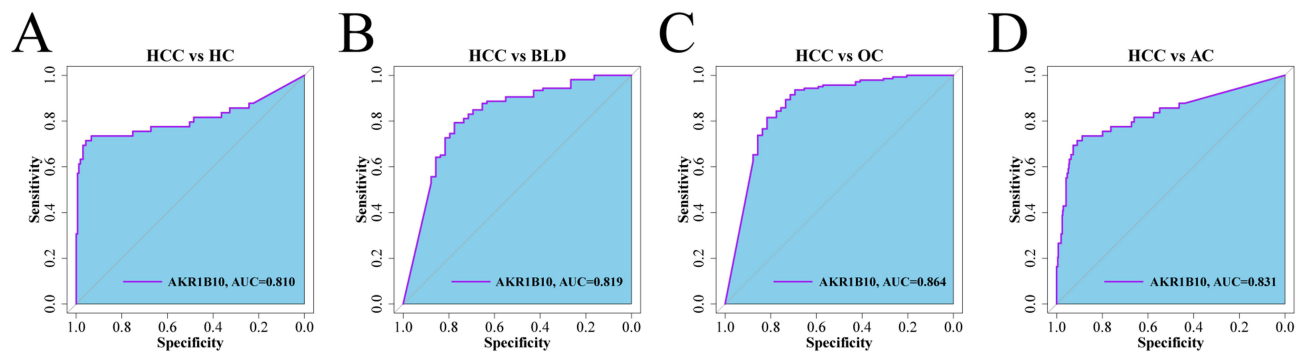 A
HCC vs HC
1.0
0.8
0.6
0.4
0.2
0.0
Sensitivity
AKR1B10, AUC=0.810
1.0 0.8 0.6 0.4 0.2 0.0
Specificity
B
HCC vs BLD
1.0
0.8
0.6
0.4
0.2
0.0
Sensitivity
AKR1B10, AUC=0.819
1.0 0.8 0.6 0.4 0.2 0.0
Specificity
C
HCC vs OC
1.0
0.8
0.6
0.4
0.2
0.0
Sensitivity
AKR1B10, AUC=0.864
1.0 0.8 0.6 0.4 0.2 0.0
Specificity
D
HCC vs AC
1.0
0.8
0.6
0.4
0.2
0.0
Sensitivity
AKR1B10, AUC=0.831
1.0 0.8 0.6 0.4 0.2 0.0
Specificity